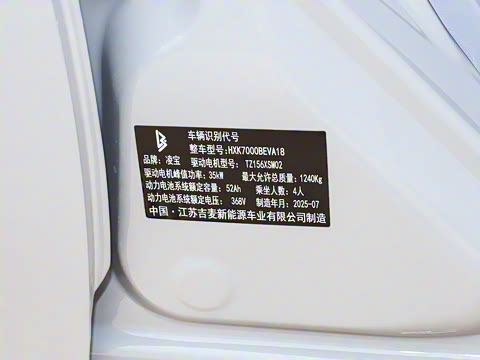 车辆识别代号
整车型号:HXK7000BEVA18
品牌: 凌宝 驱动电机型号: TZ156XSM02
驱动电机峰值功率: 35kW 最大允许总质量: 1240Kg
动力电池系统额定容量: 52Ah 乘坐人数: 4人
动力电池系统额定电压: 368V 制造年月: 2025-07
中国·江苏吉麦新能源车业有限公司制造